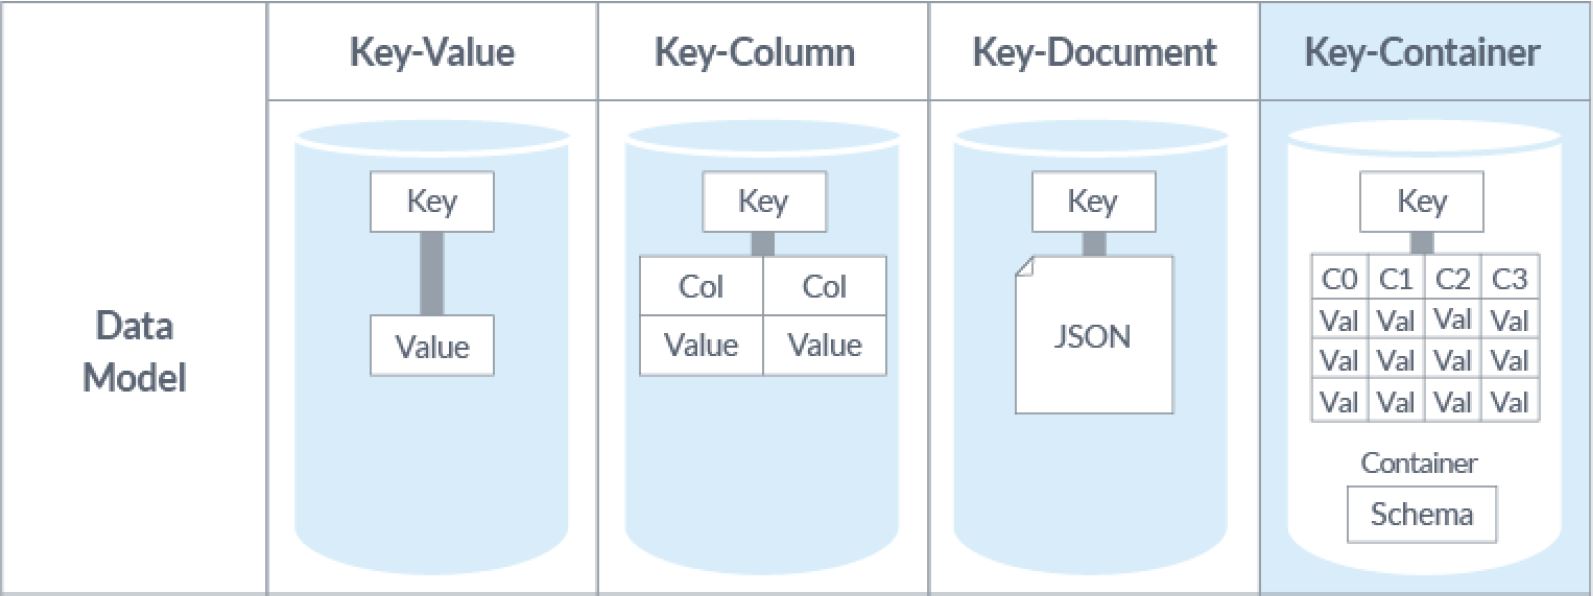 Key-Value Key-Column Key-Document Key-Container
Data
Model
Key
Value
Key
Col Col
Value Value
Key
JSON
Key
C0 C1 C2 C3
Val Val Val Val
Val Val Val Val
Val Val Val Val
Container
Schema